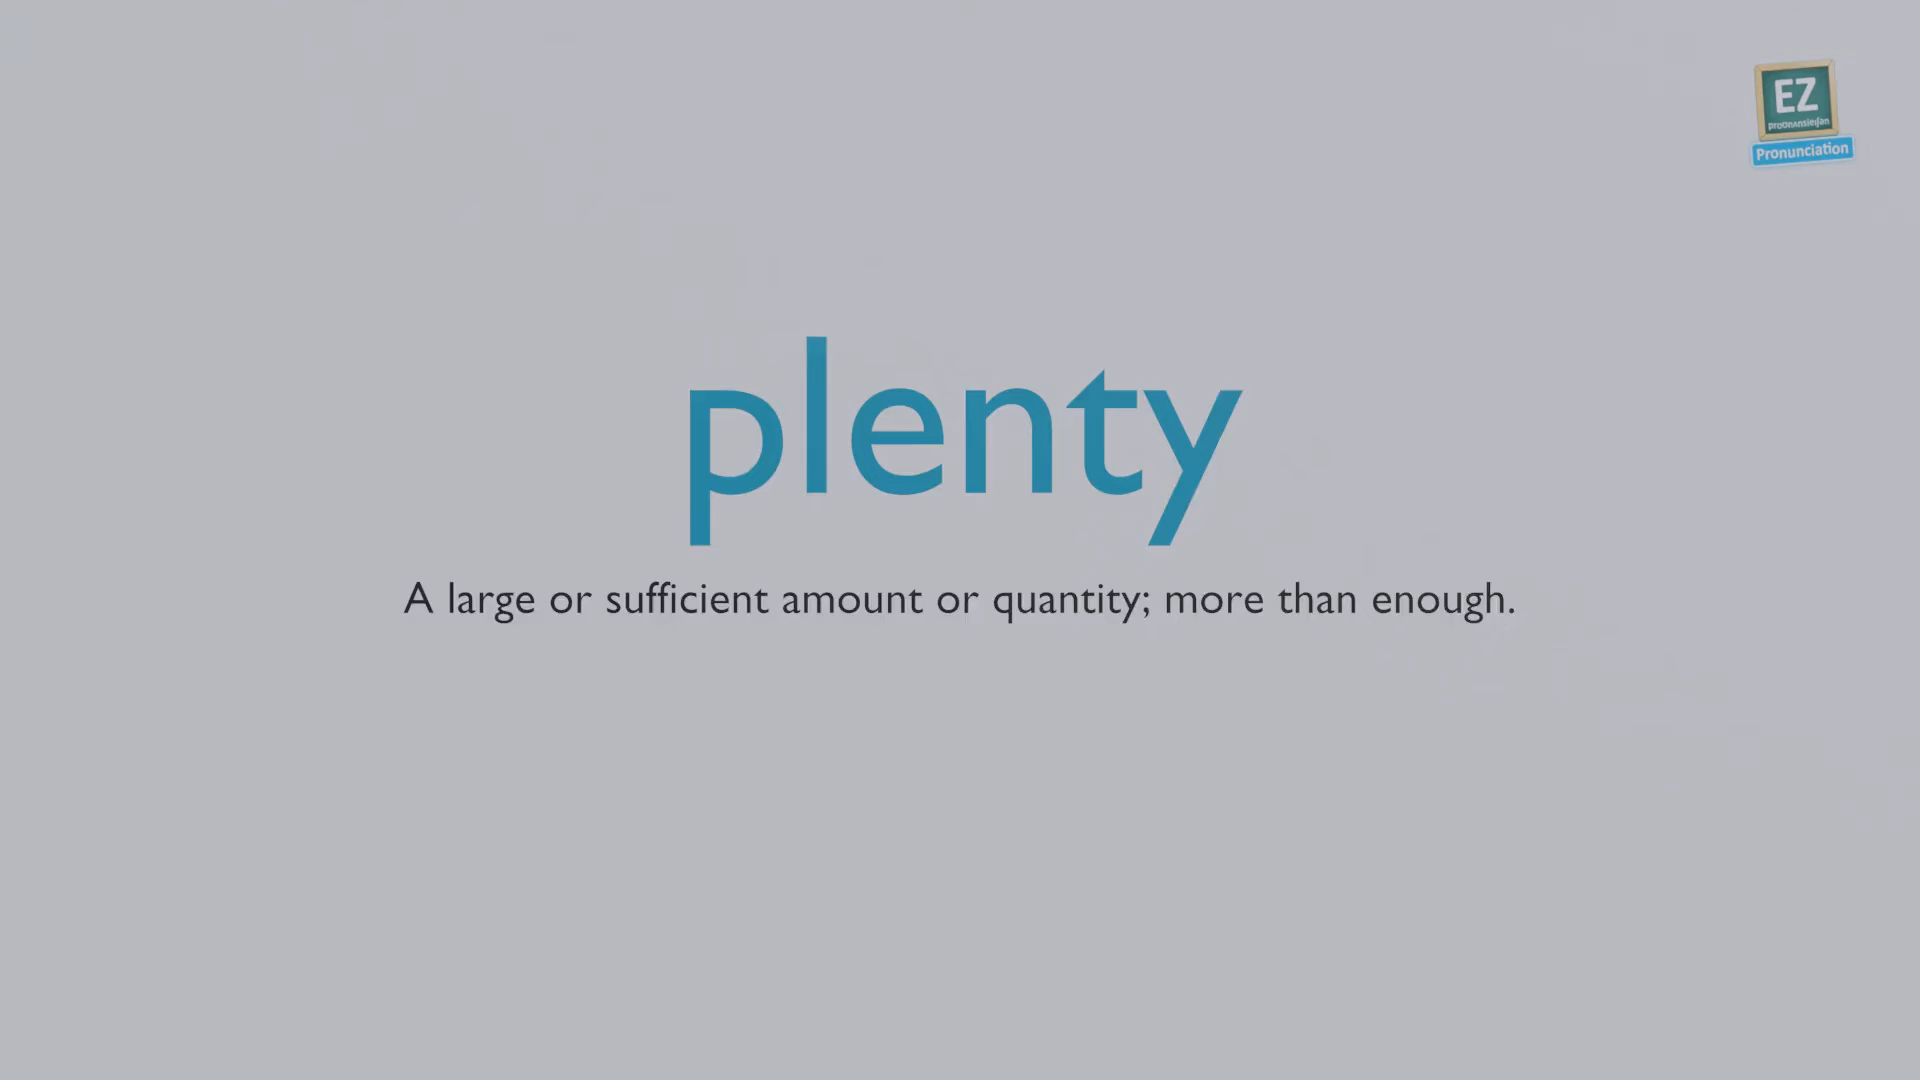 EZ
Pronunciation
plenty
A large or sufficient amount or quantity; more than enough.